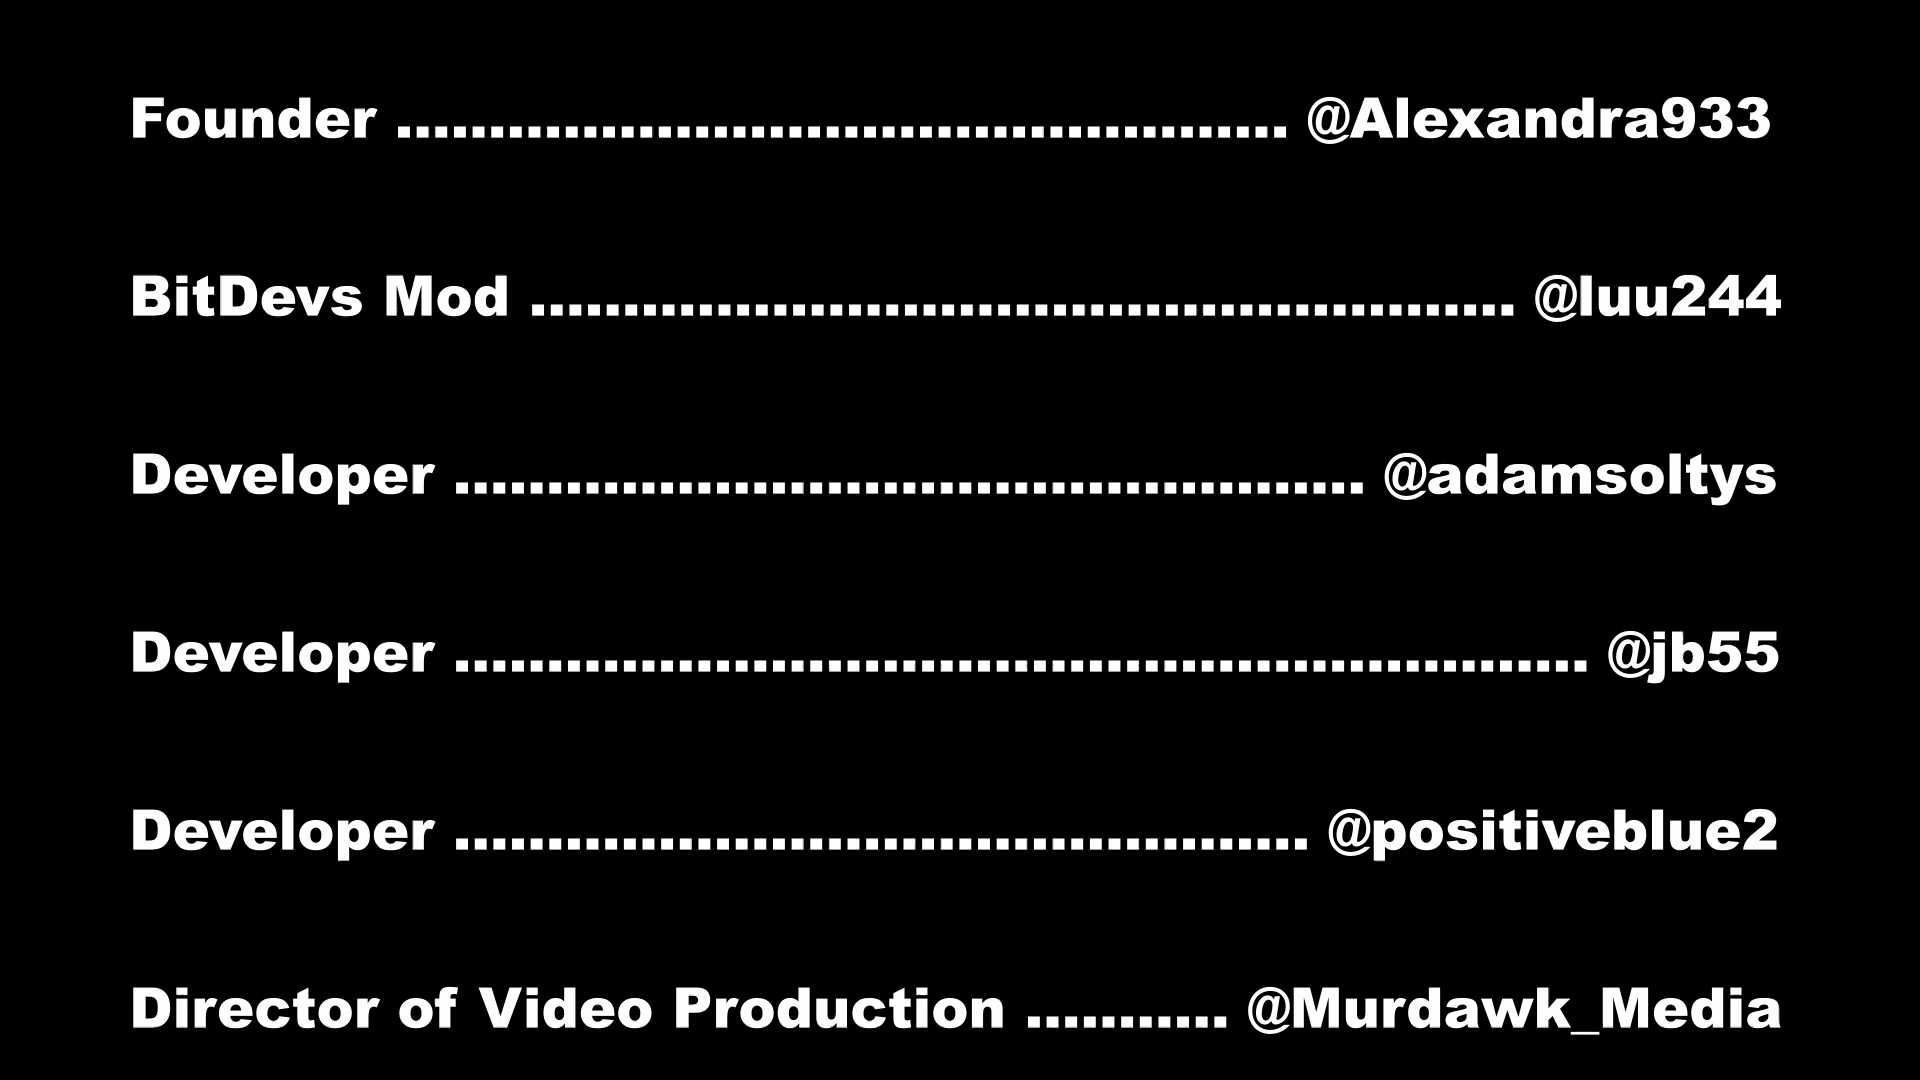 Founder ................................................ @Alexandra933
BitDevs Mod ..................................................... @luu244
Developer ................................................. @adamsoltys
Developer ............................................................. @jb55
Developer .............................................. @positiveblue2
Director of Video Production ........... @Murdawk_Media